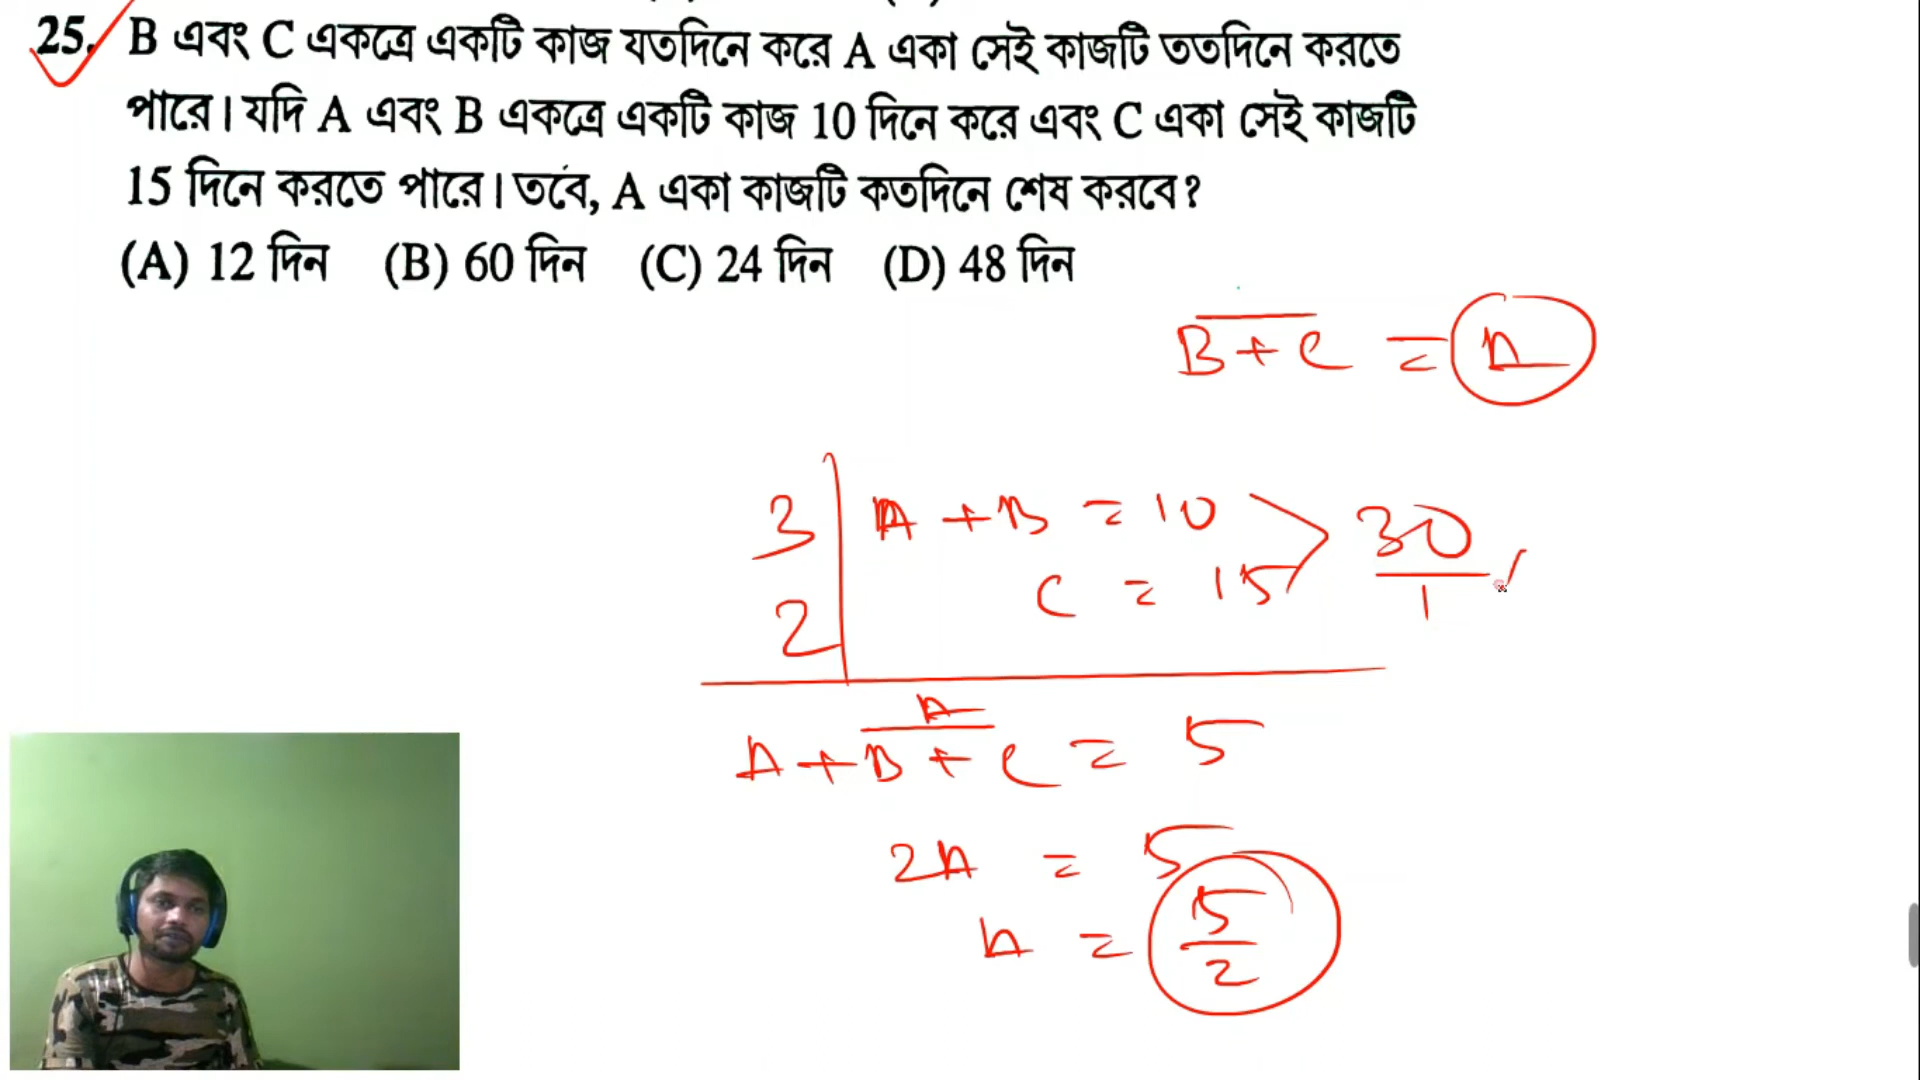 25. B এবং C একত্রে একটি কাজ যতদিনে করে A একা সেই কাজটি ততদিনে করতে
পারে। যদি A এবং B একত্রে একটি কাজ 10 দিনে করে এবং C একা সেই কাজটি
15 দিনে করতে পারে। তবে, A একা কাজটি কতদিনে শেষ করবে?
(A) 12 দিন (B) 60 দিন (C) 24 দিন (D) 48 দিন
B + C = A
3 A + B = 10 30
2 C = 15 1
A
A + B + C = 5
2A = 5
A = 5/2